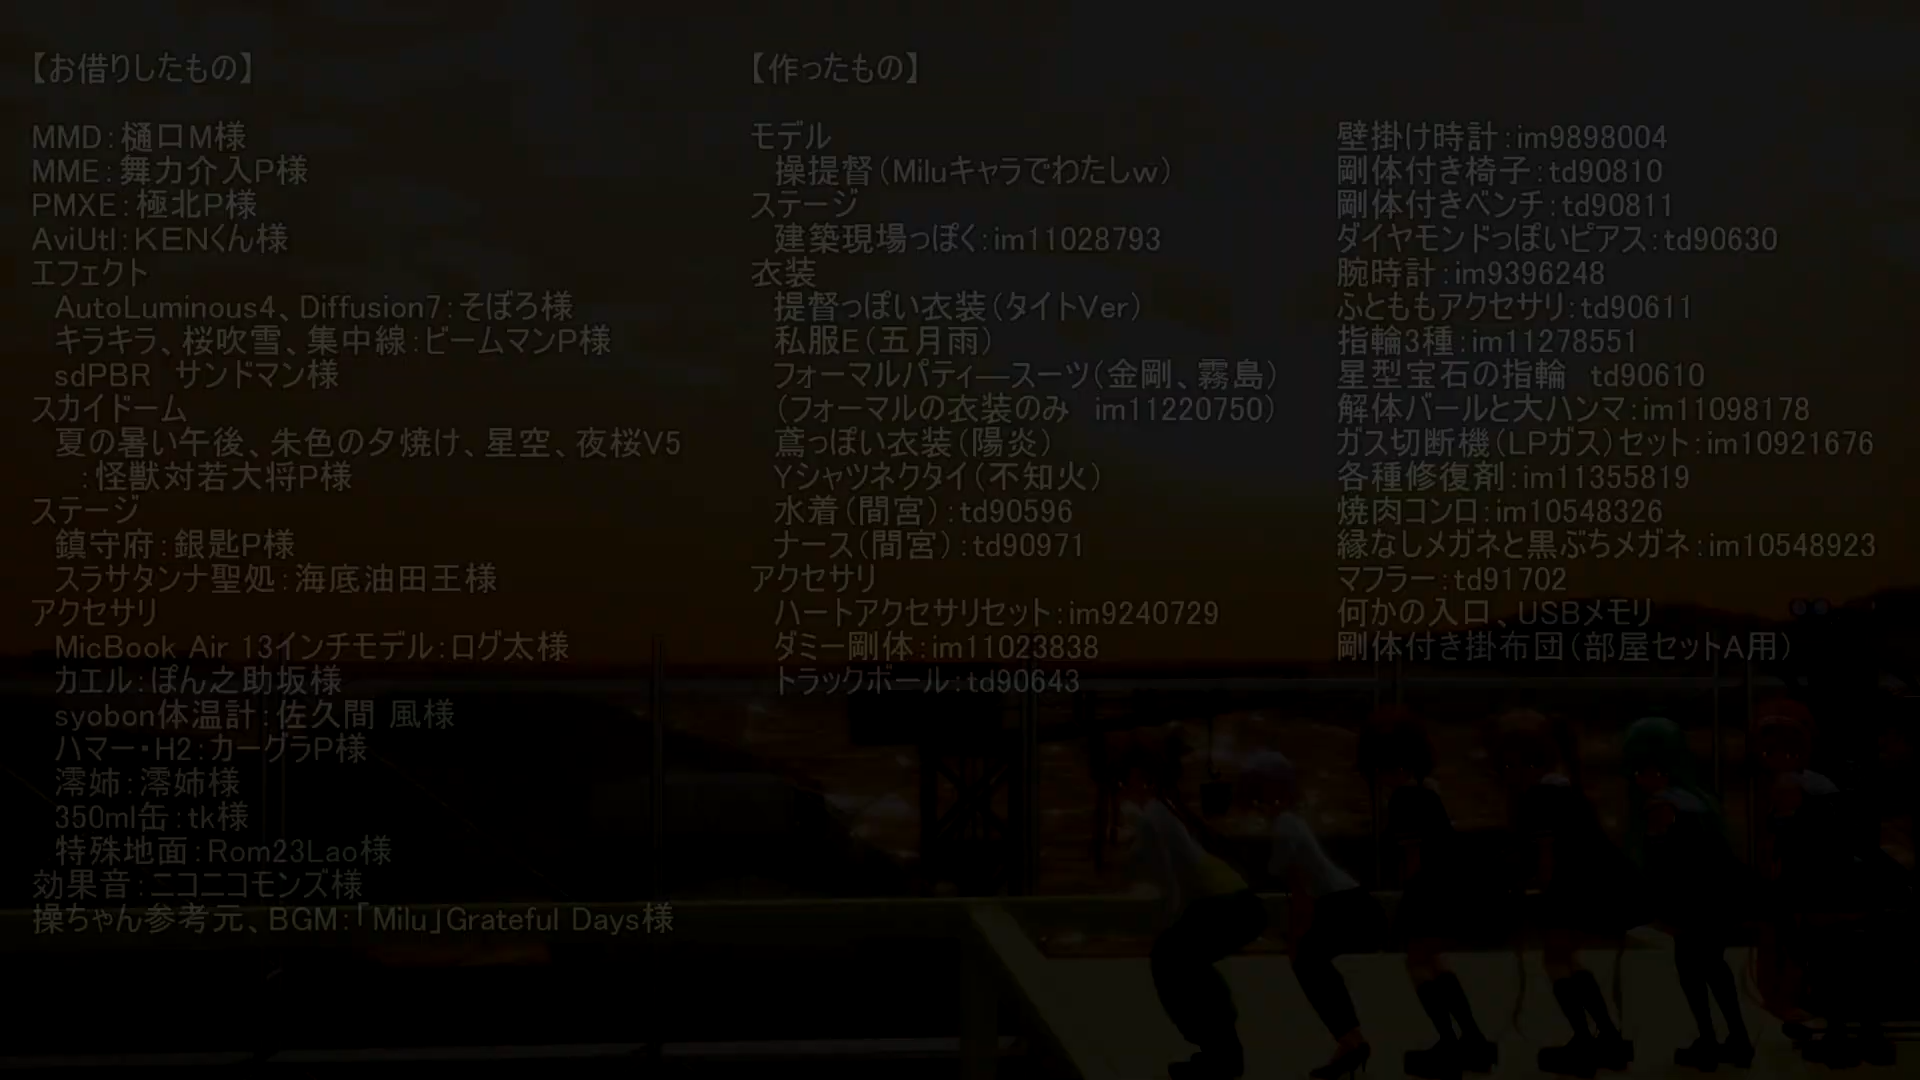 【お借りしたもの】
MMD：樋口M様
MME：舞力介入P様
PMXE：極北P様
AviUtl：KENくん様
エフェクト
AutoLuminous4、Diffusion7：そぼろ様
キラキラ、桜吹雪、集中線：ビームマンP様
sdPBR　サンドマン様
スカイドーム
夏の暑い午後、朱色の夕焼け、星空、夜桜V5
：怪獣対若大将P様
ステージ
鎮守府：銀匙P様
スラサタンナ聖処：海底油田王様
アクセサリ
MicBook Air 13インチモデル：ログ太様
カエル：ぽん之助坂様
syobon体温計：佐久間 風様
ハマー・H2：カーグラP様
澪姉：澪姉様
350ml缶：tk様
特殊地面：Rom23Lao様
効果音：ニコニコモンズ様
操ちゃん参考元、BGM：「Milu」Grateful Days様
【作ったもの】
モデル
操提督（Miluキャラでわたしｗ）
ステージ
建築現場っぽく：im11028793
衣装
提督っぽい衣装（タイトVer）
私服E（五月雨）
フォーマルパティ―スーツ（金剛、霧島）
（フォーマルの衣装のみ　im11220750）
鳶っぽい衣装（陽炎）
Yシャツネクタイ（不知火）
水着（間宮）：td90596
ナース（間宮）：td90971
アクセサリ
ハートアクセサリセット：im9240729
ダミー剛体：im11023838
トラックボール：td90643
壁掛け時計：im9898004
剛体付き椅子：td90810
剛体付きベンチ：td90811
ダイヤモンドっぽいピアス：td90630
腕時計：im9396248
ふとももアクセサリ：td90611
指輪3種：im11278551
星型宝石の指輪　td90610
解体バールと大ハンマ：im11098178
ガス切断機（LPガス）セット：im10921676
各種修復剤：im11355819
焼肉コンロ：im10548326
縁なしメガネと黒ぶちメガネ：im10548923
マフラー：td91702
何かの入口、USBメモリ
剛体付き掛布団（部屋セットA用）